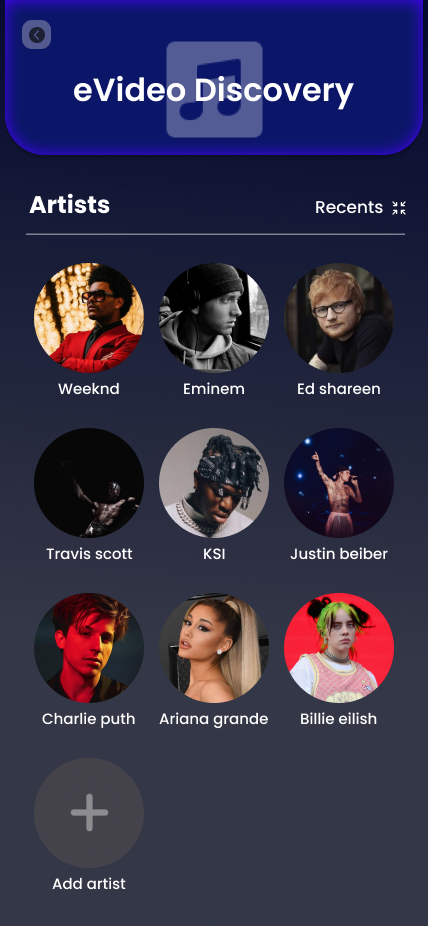 eVideo Discovery
Artists
Recents
Weeknd
Eminem
Ed shareen
Travis scott
KSI
Justin beiber
Charlie puth
Ariana grande
Billie eilish
Add artist